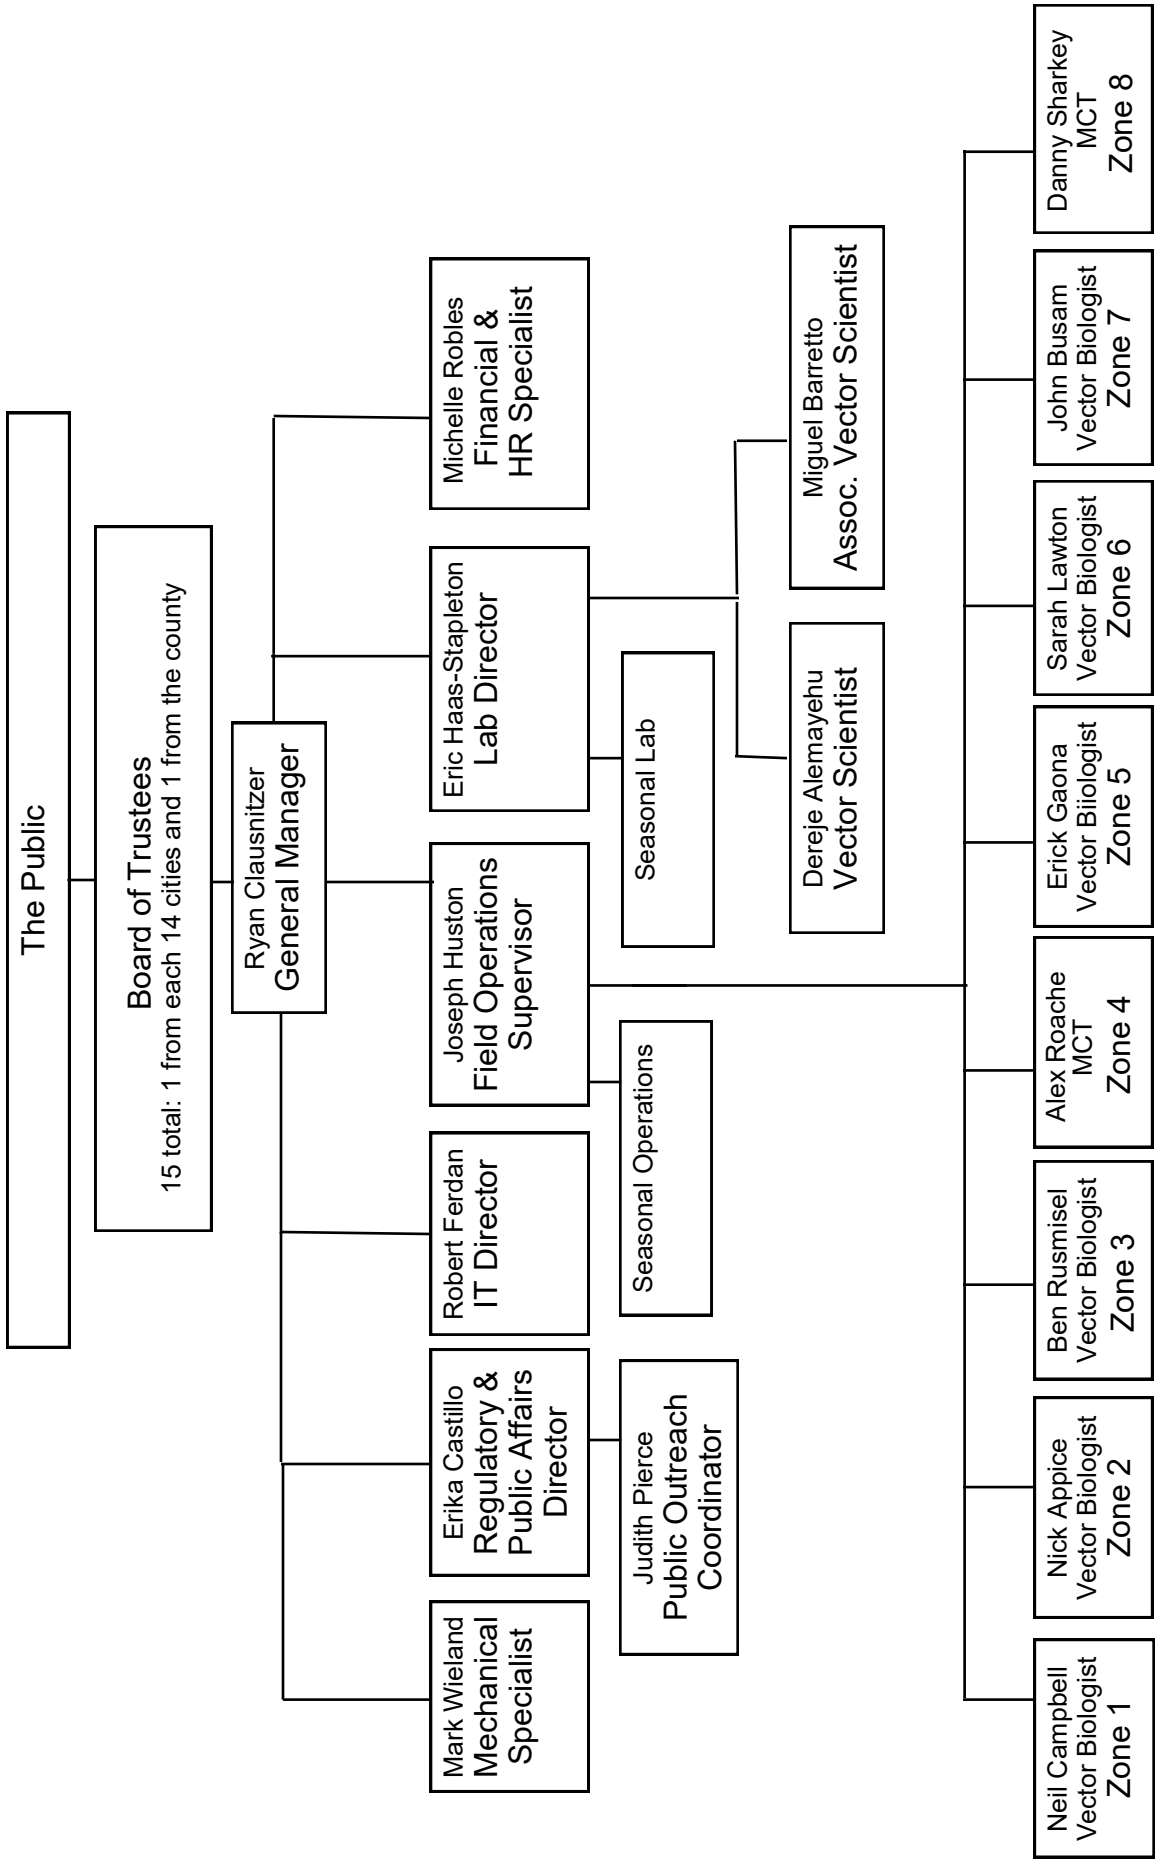 The Public
Board of Trustees
15 total: 1 from each 14 cities and 1 from the county
Ryan Clausnitzer
General Manager
Mark Wieland
Mechanical
Specialist
Erika Castillo
Regulatory &
Public Affairs
Director
Robert Ferdan
IT Director
Joseph Huston
Field Operations
Supervisor
Eric Haas-Stapleton
Lab Director
Michelle Robles
Financial &
HR Specialist
Judith Pierce
Public Outreach
Coordinator
Seasonal Operations
Seasonal Lab
Dereje Alemayehu
Vector Scientist
Miguel Barretto
Assoc. Vector Scientist
Neil Campbell
Vector Biologist
Zone 1
Nick Appice
Vector Biologist
Zone 2
Ben Rusmisel
Vector Biologist
Zone 3
Alex Roache
MCT
Zone 4
Erick Gaona
Vector Biiologist
Zone 5
Sarah Lawton
Vector Biologist
Zone 6
John Busam
Vector Biologist
Zone 7
Danny Sharkey
MCT
Zone 8